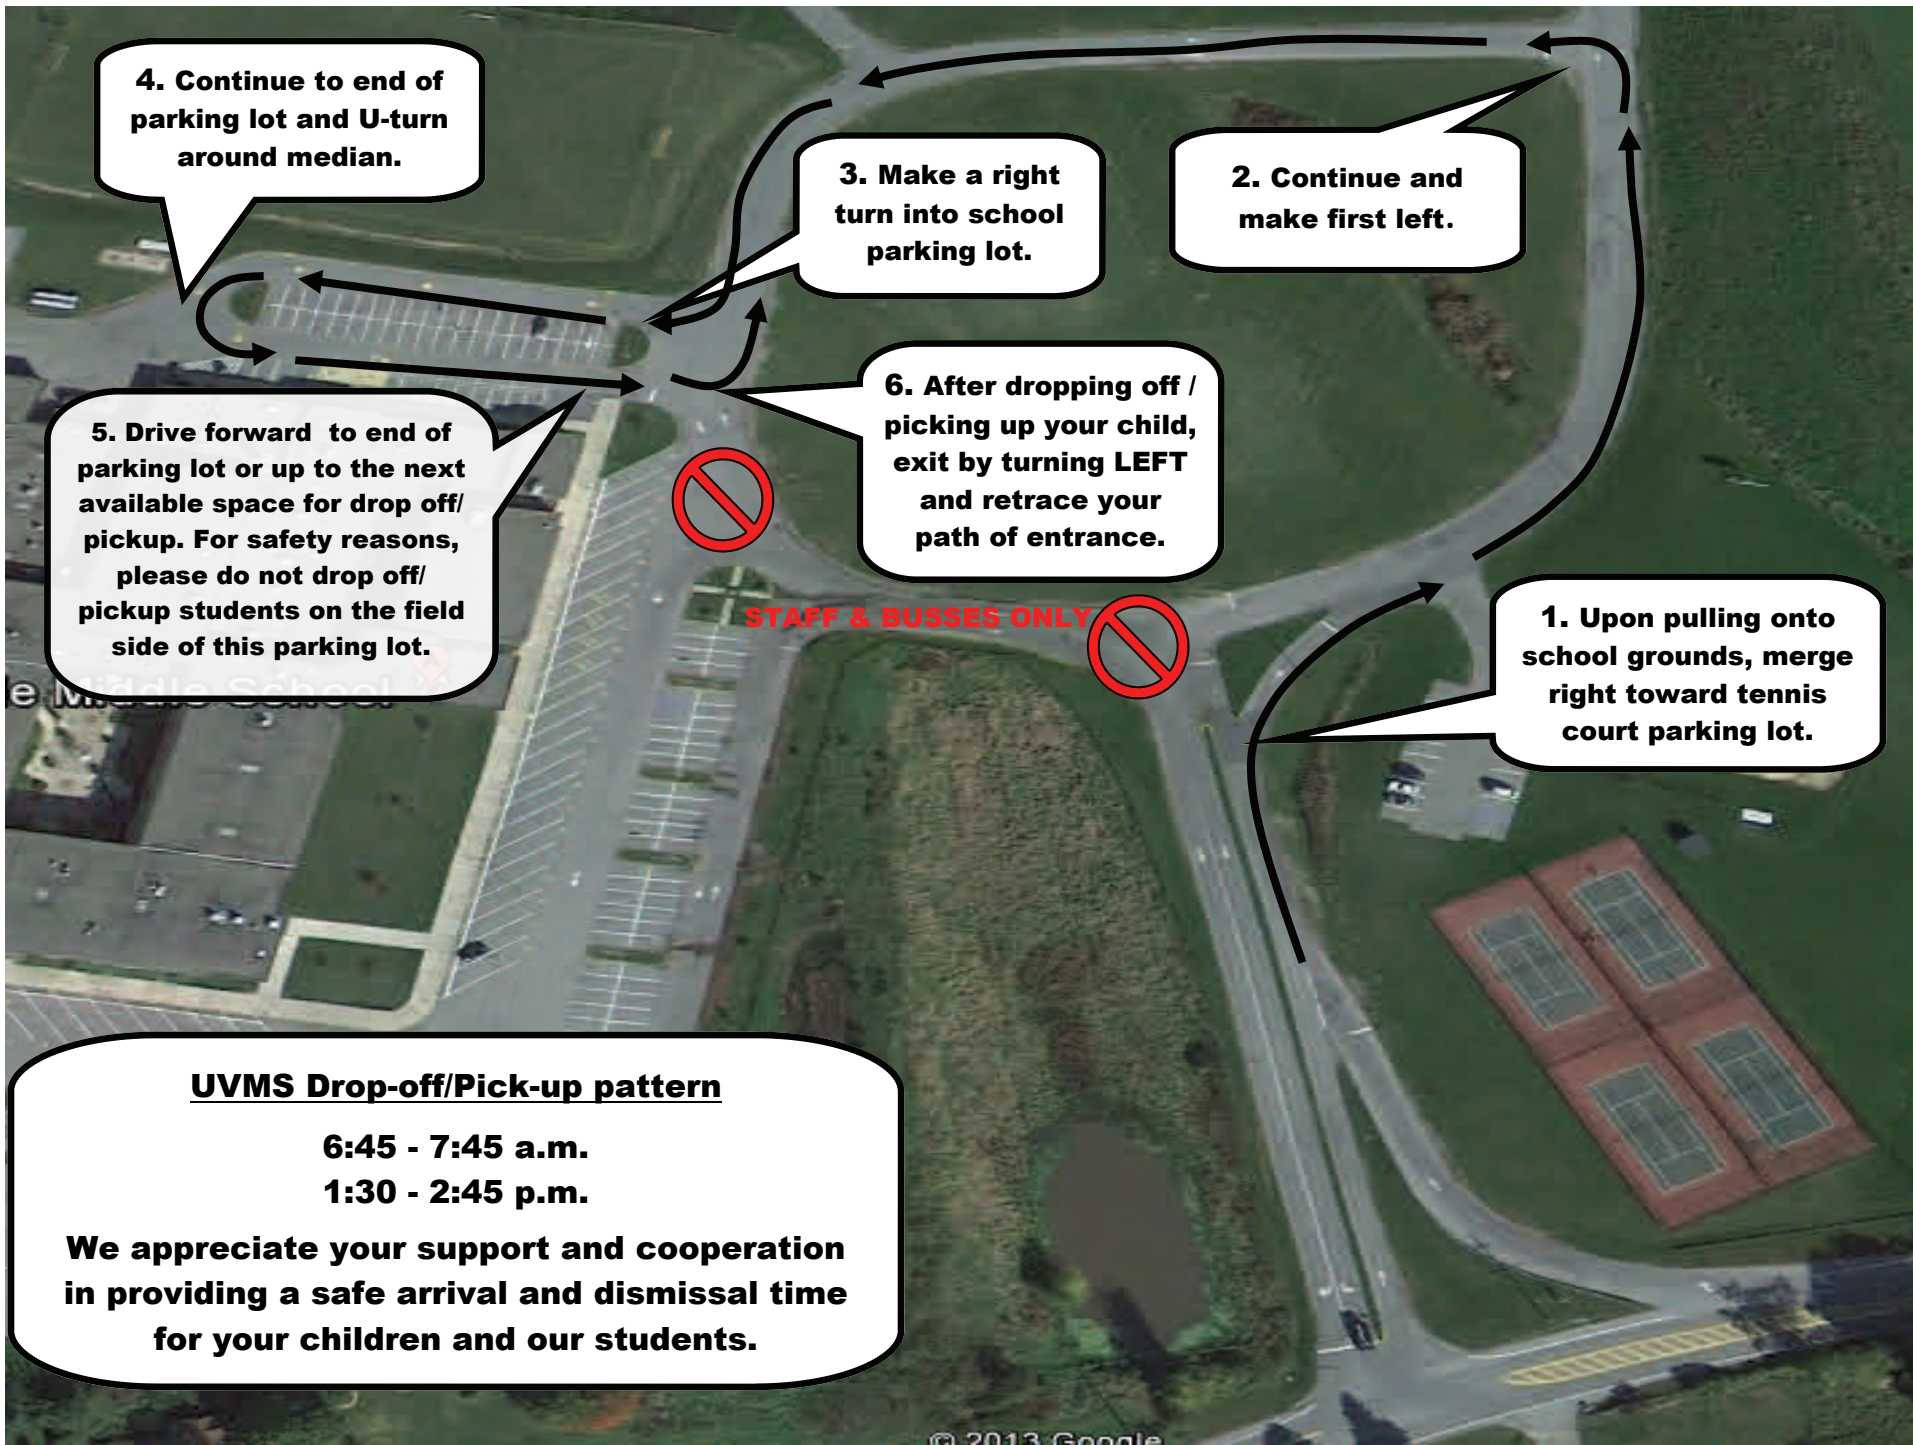 4. Continue to end of
parking lot and U-turn
around median.
3. Make a right
turn into school
parking lot.
2. Continue and
make first left.
6. After dropping off /
picking up your child,
exit by turning LEFT
and retrace your
path of entrance.
5. Drive forward  to end of
parking lot or up to the next
available space for drop off/
pickup. For safety reasons,
please do not drop off/
pickup students on the field
side of this parking lot.
STAFF & BUSSES ONLY
1. Upon pulling onto
school grounds, merge
right toward tennis
court parking lot.
le Middle School
UVMS Drop-off/Pick-up pattern
6:45 - 7:45 a.m.
1:30 - 2:45 p.m.
We appreciate your support and cooperation
in providing a safe arrival and dismissal time
for your children and our students.
© 2013 Google